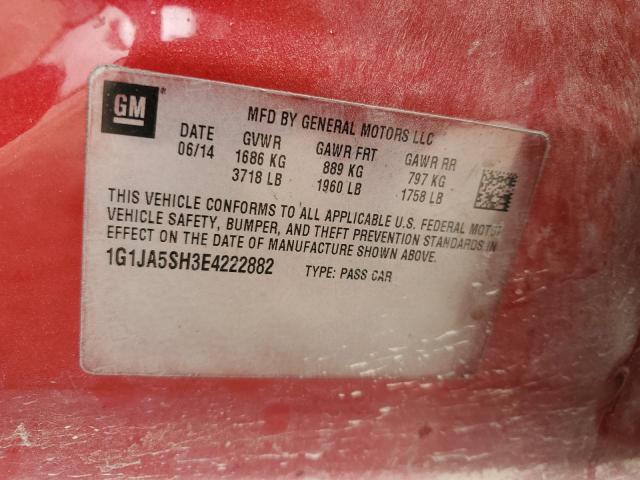 GM
MFD BY GENERAL MOTORS LLC
DATE GVWR GAWR FRT GAWR RR
06/14 1686 KG 889 KG 797 KG
3718 LB 1960 LB 1758 LB
THIS VEHICLE CONFORMS TO ALL APPLICABLE U.S. FEDERAL MOTOR
VEHICLE SAFETY, BUMPER, AND THEFT PREVENTION STANDARDS IN
EFFECT ON THE DATE OF MANUFACTURE SHOWN ABOVE.
1G1JA5SH3E4222882 TYPE: PASS CAR